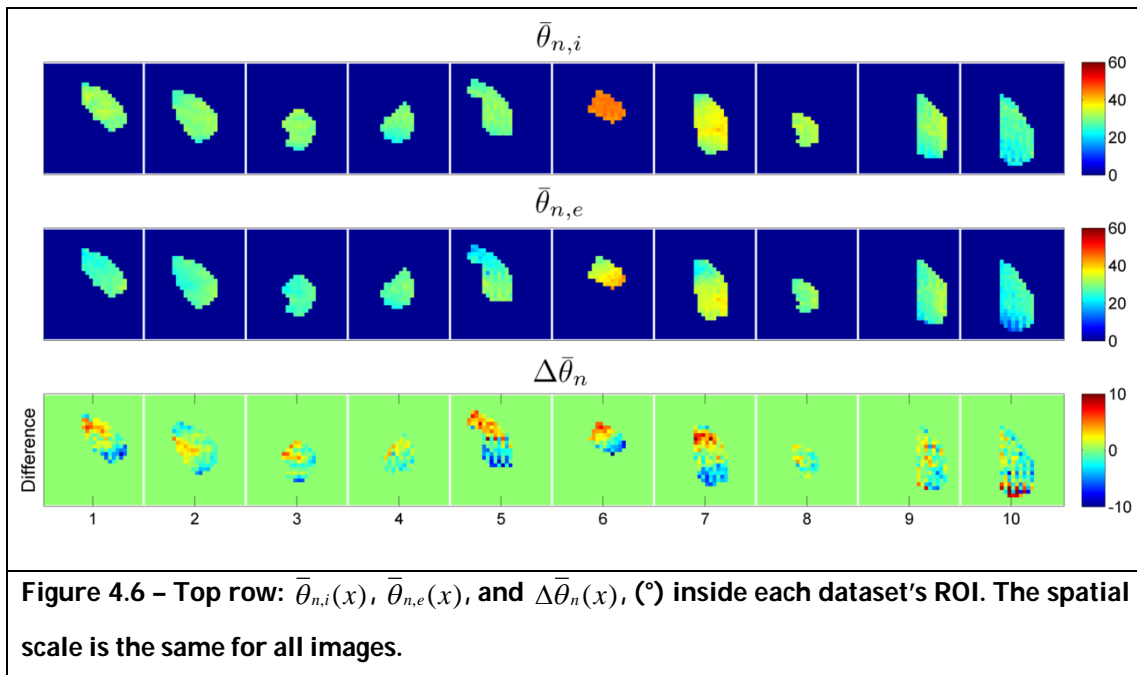 θ̄ₙ,ᵢ
60
40
20
0
θ̄ₙ,ₑ
60
40
20
0
Δθ̄ₙ
Difference
10
0
-10
1 2 3 4 5 6 7 8 9 10
Figure 4.6 – Top row: θ̄ₙ,ᵢ(x), θ̄ₙ,ₑ(x), and Δθ̄ₙ(x), (°) inside each dataset's ROI. The spatial
scale is the same for all images.